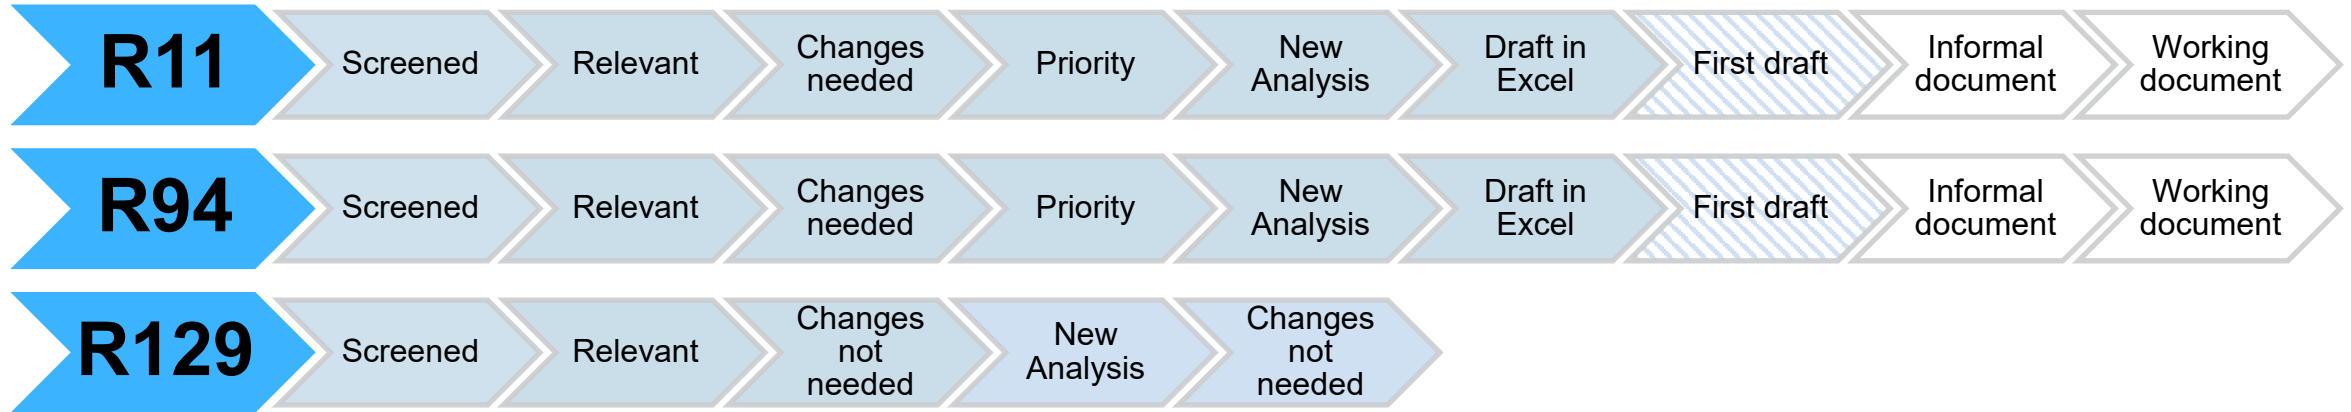 R11
Screened
Relevant
Changes
needed
Priority
New
Analysis
Draft in
Excel
First draft
Informal
document
Working
document
R94
Screened
Relevant
Changes
needed
Priority
New
Analysis
Draft in
Excel
First draft
Informal
document
Working
document
R129
Screened
Relevant
Changes
not
needed
New
Analysis
Changes
not
needed